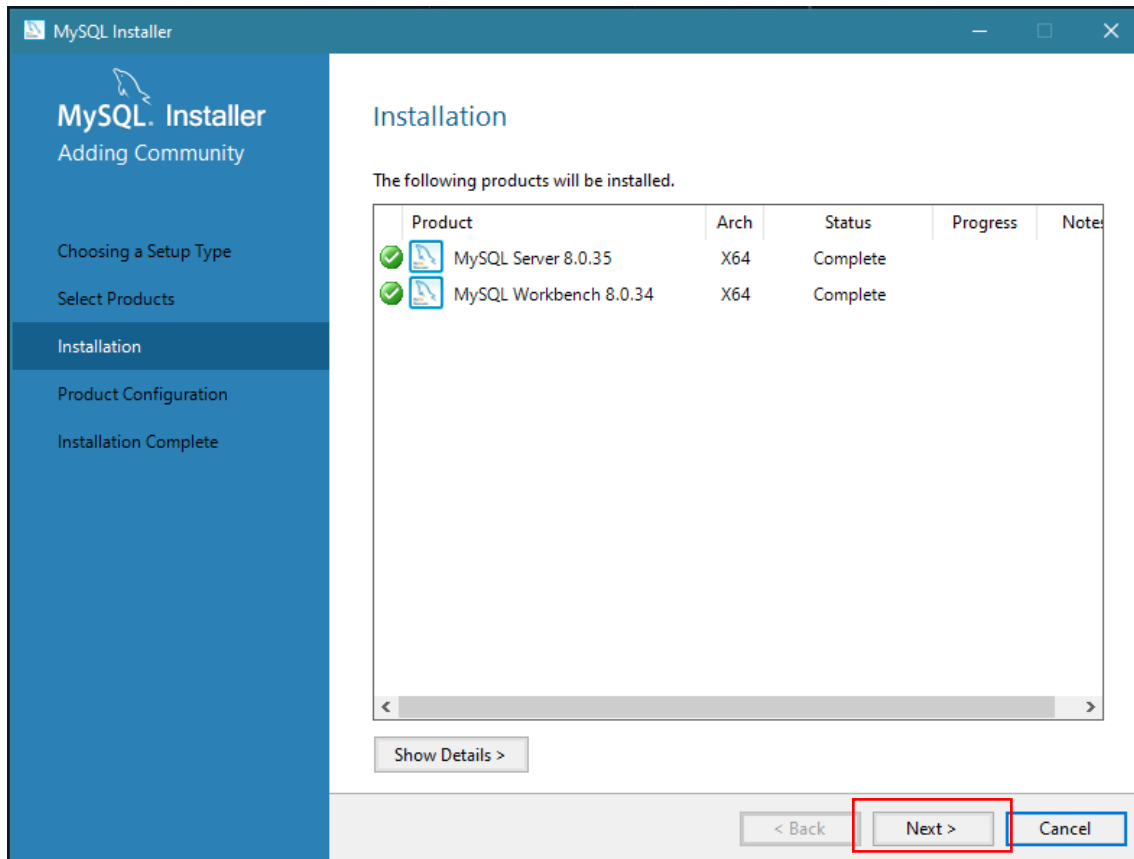 MySQL Installer
MySQL. Installer
Adding Community
Choosing a Setup Type
Select Products
Installation
Product Configuration
Installation Complete
Installation
The following products will be installed.
Product Arch Status Progress Notes
MySQL Server 8.0.35 X64 Complete
MySQL Workbench 8.0.34 X64 Complete
Show Details >
< Back Next > Cancel